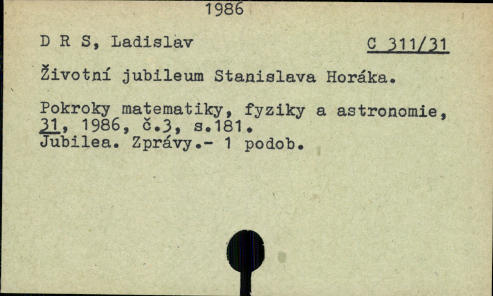 1986
D R S, Ladislav
C 311/31
Životní jubileum Stanislava Horáka.
Pokroky matematiky, fyziky a astronomie,
31, 1986, č.3, s.181.
Jubilea. Zprávy.- 1 podob.